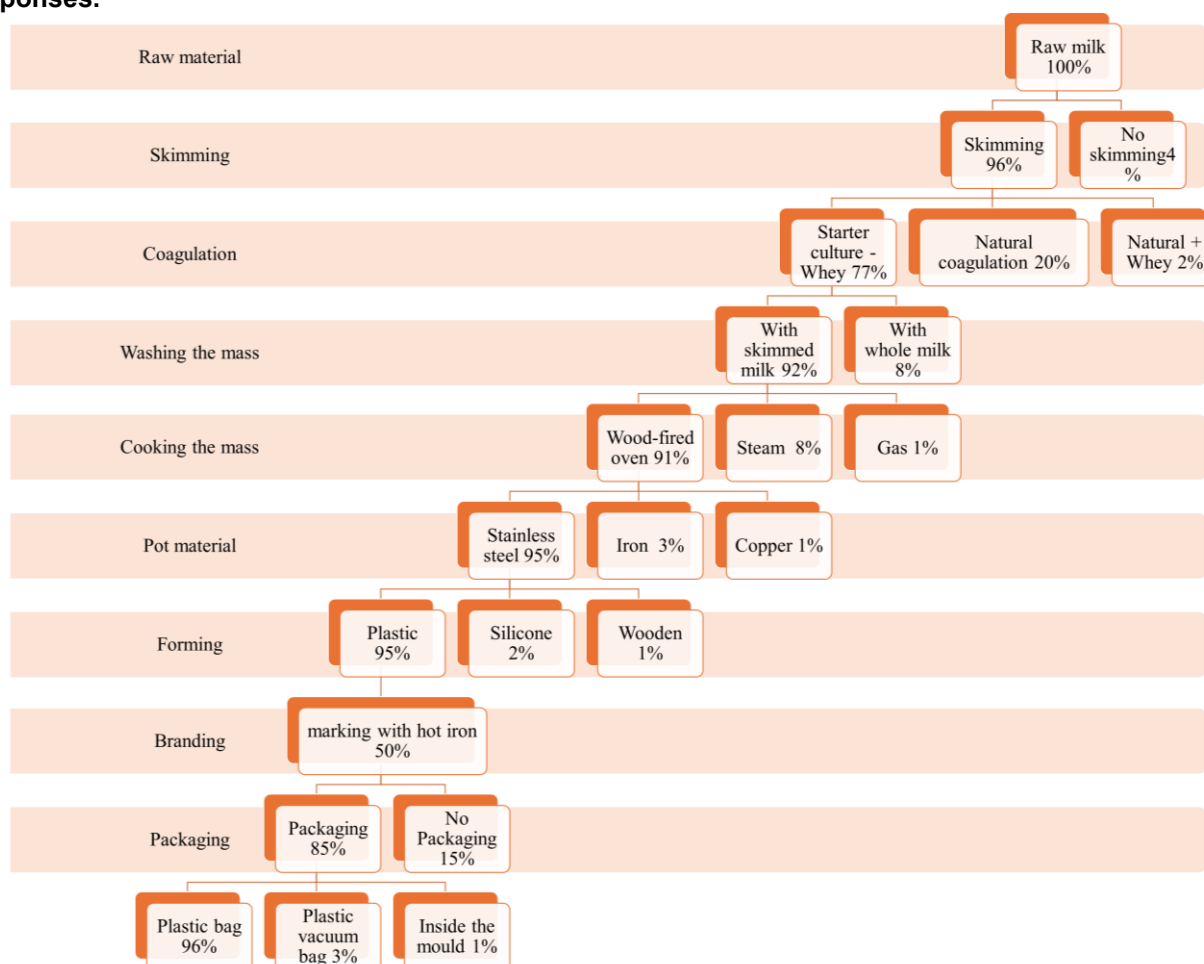 ponses:
Raw material
Raw milk
100%
Skimming
Skimming
96%
No
skimming4
%
Coagulation
Starter
culture -
Whey 77%
Natural
coagulation 20%
Natural +
Whey 2%
Washing the mass
With
skimmed
milk 92%
With
whole milk
8%
Cooking the mass
Wood-fired
oven 91%
Steam 8%
Gas 1%
Pot material
Stainless
steel 95%
Iron 3%
Copper 1%
Forming
Plastic
95%
Silicone
2%
Wooden
1%
Branding
marking with hot iron
50%
Packaging
Packaging
85%
No
Packaging
15%
Plastic bag
96%
Plastic
vacuum
bag 3%
Inside the
mould 1%